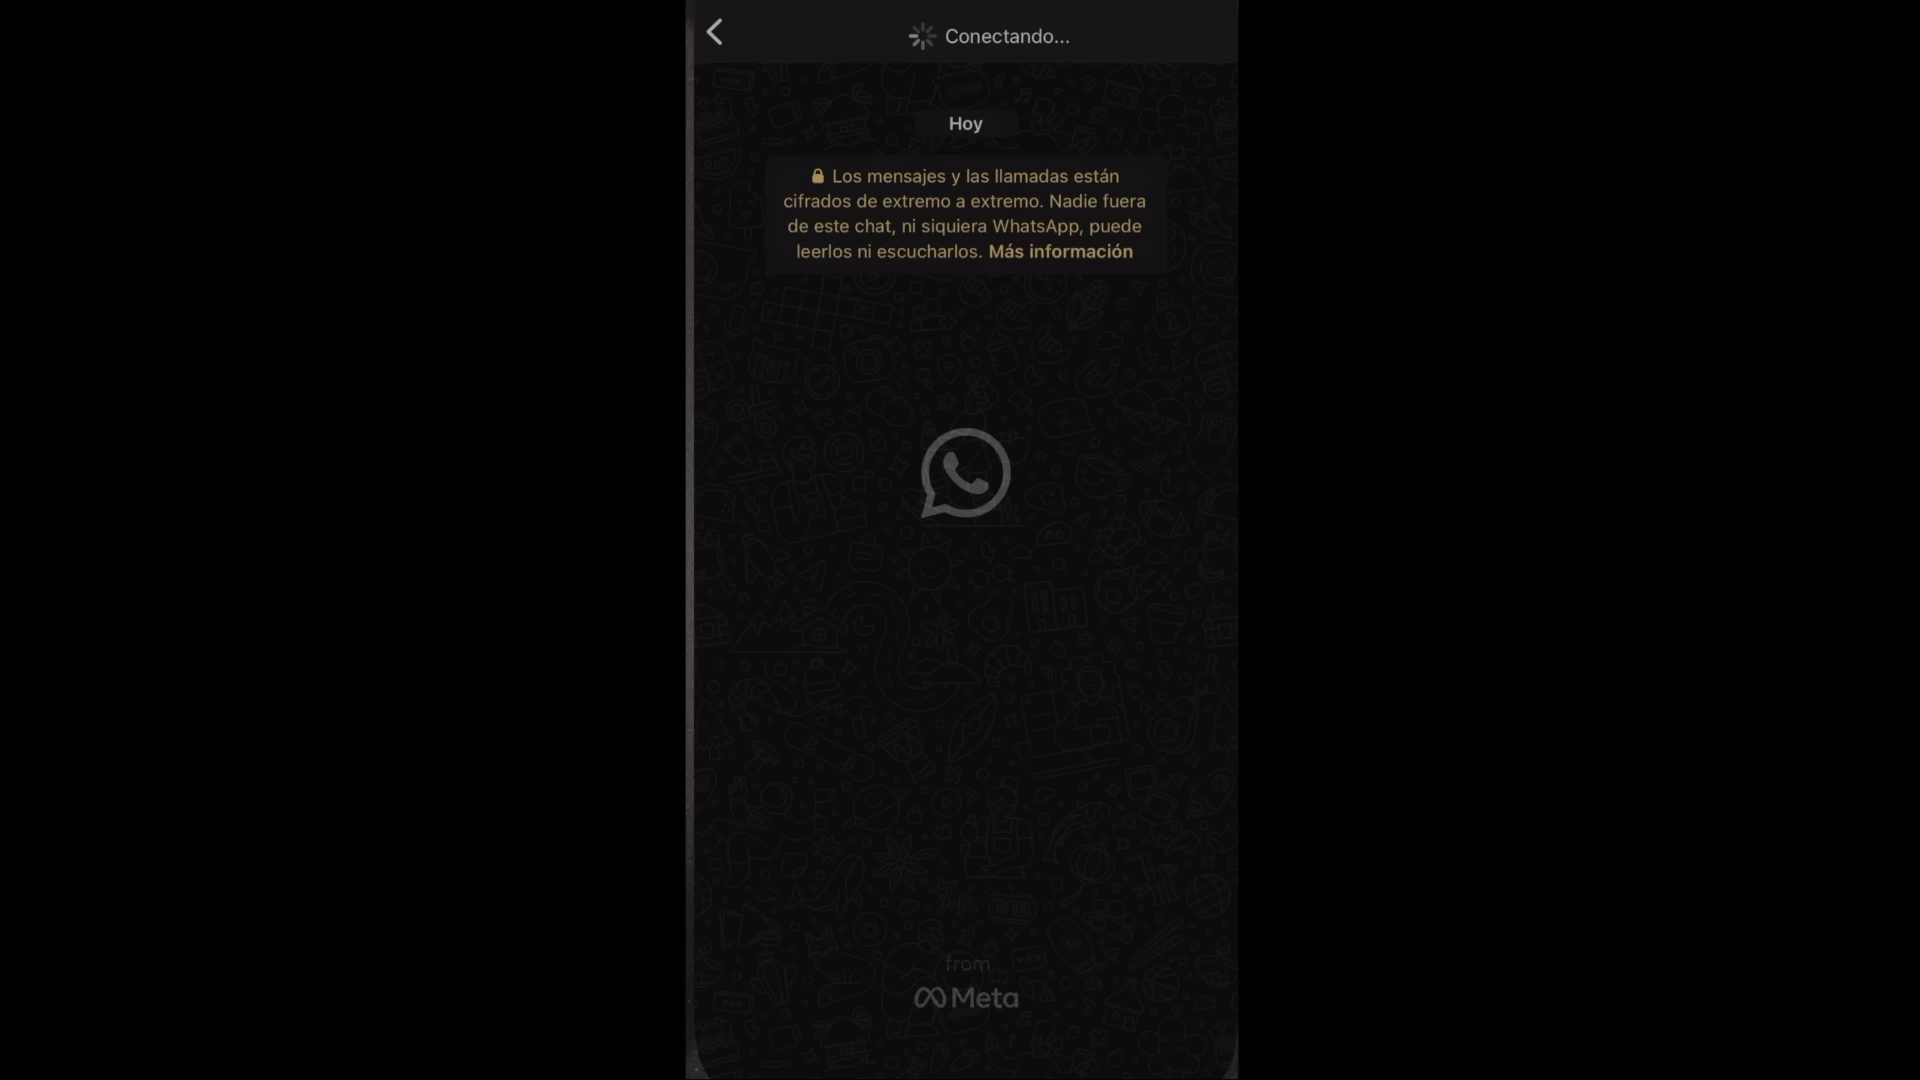 Conectando...
Hoy
Los mensajes y las llamadas están
cifrados de extremo a extremo. Nadie fuera
de este chat, ni siquiera WhatsApp, puede
leerlos ni escucharlos. Más información
from
Meta